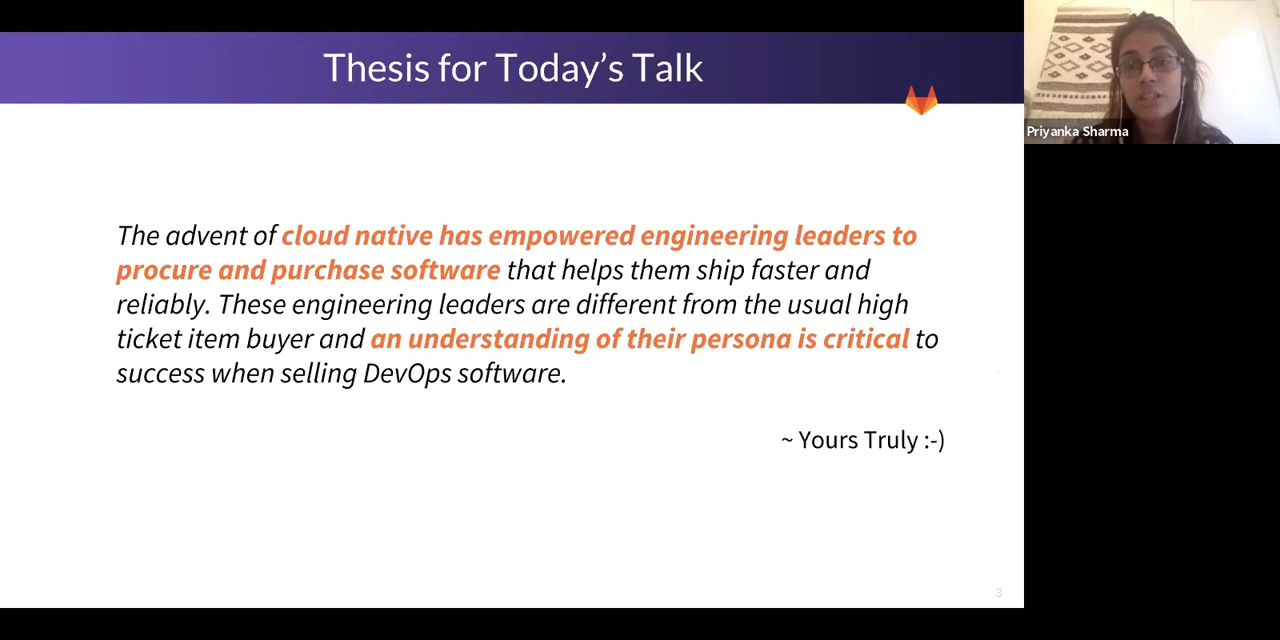 Thesis for Today's Talk
Priyanka Sharma
The advent of cloud native has empowered engineering leaders to
procure and purchase software that helps them ship faster and
reliably. These engineering leaders are different from the usual high
ticket item buyer and an understanding of their persona is critical to
success when selling DevOps software.
~ Yours Truly :-)
3